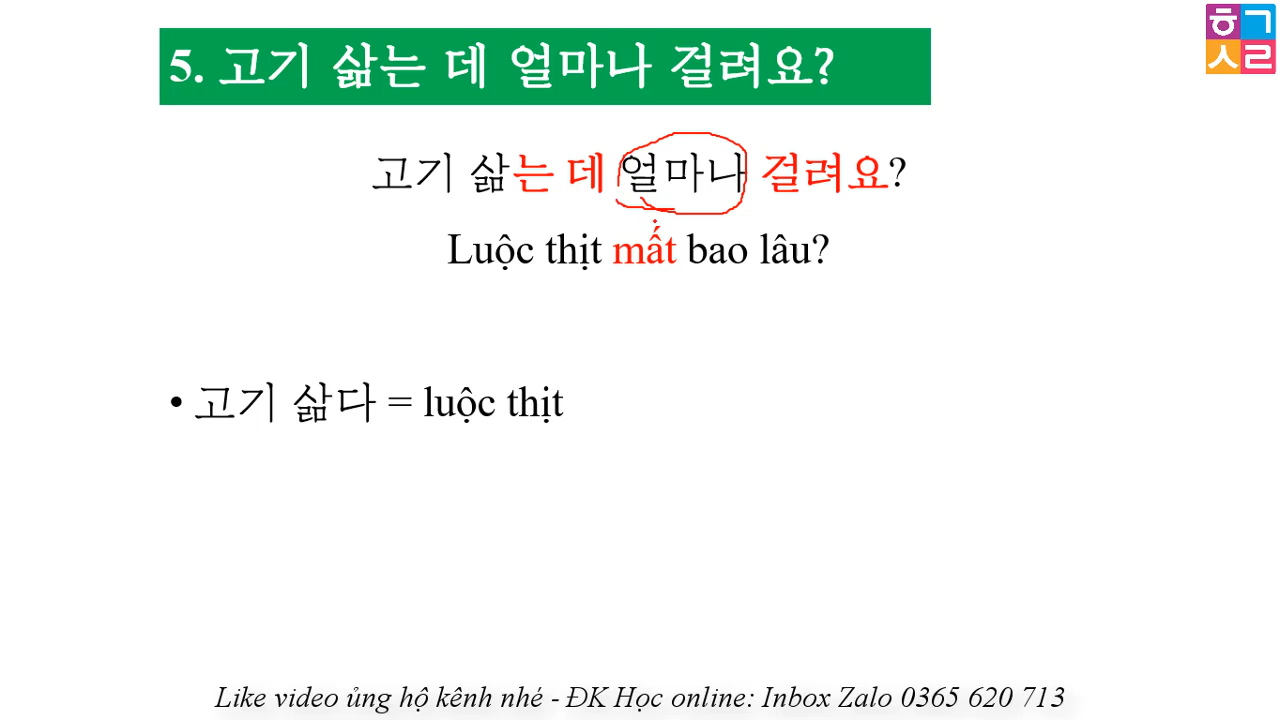 5. 고기 삶는 데 얼마나 걸려요?
ㅎㄱ
ㅅㄹ
고기 삶는 데 얼마나 걸려요?
Luộc thịt mất bao lâu?
• 고기 삶다 = luộc thịt
Like video ủng hộ kênh nhé - ĐK Học online: Inbox Zalo 0365 620 713